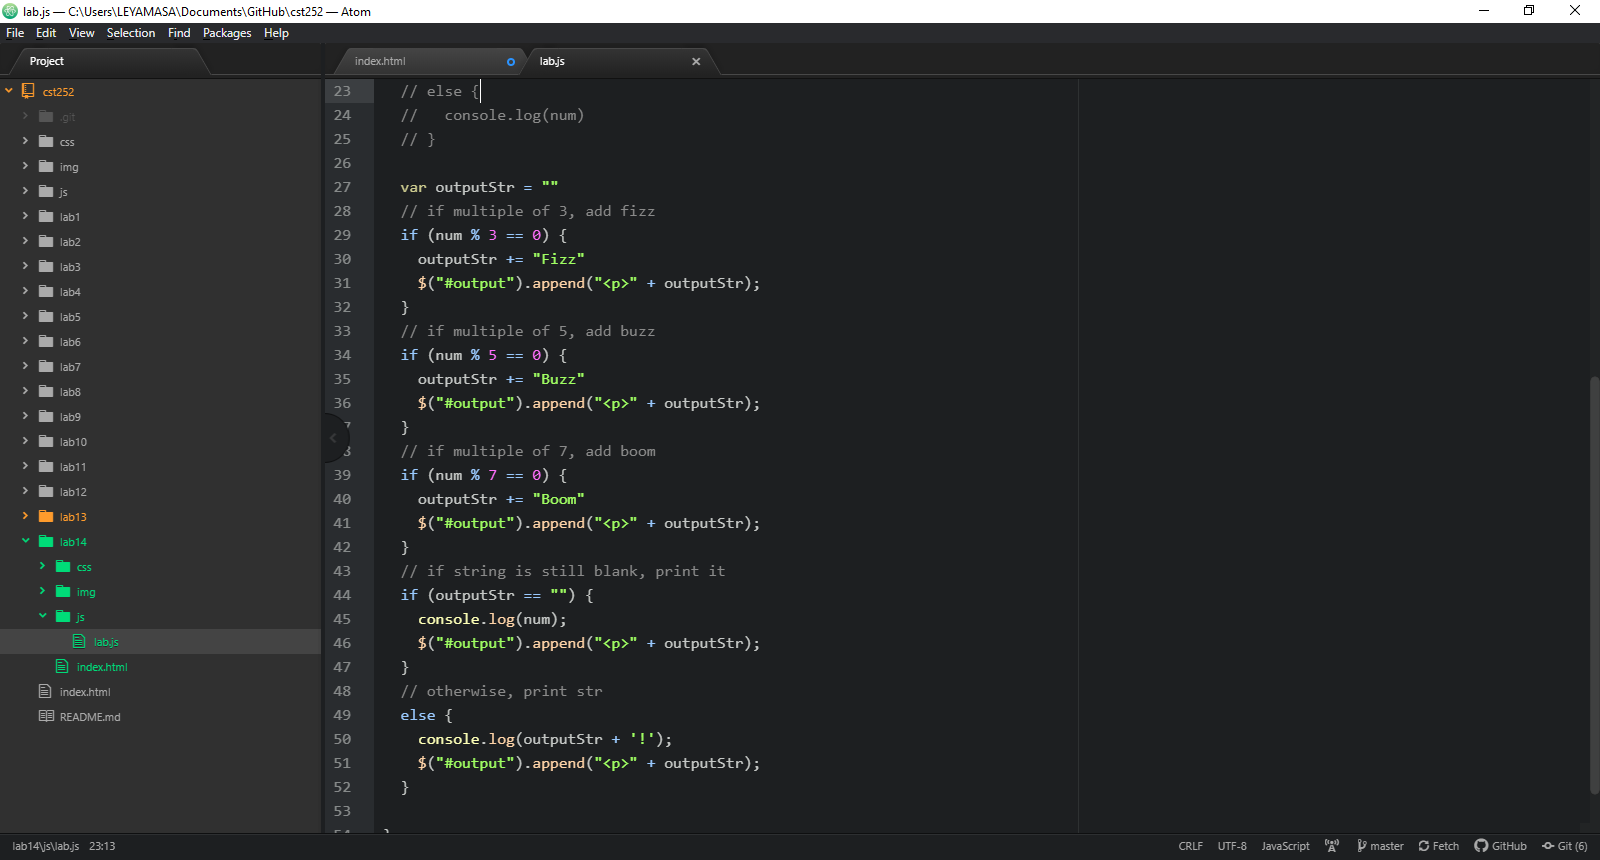 lab.js — C:\Users\LEYAMASA\Documents\GitHub\cst252 — Atom
File Edit View Selection Find Packages Help
Project
index.html
lab.js
cst252
.git
css
img
js
lab1
lab2
lab3
lab4
lab5
lab6
lab7
lab8
lab9
lab10
lab11
lab12
lab13
lab14
css
img
js
lab.js
index.html
index.html
README.md
23 // else {
24 //   console.log(num)
25 // }
26
27 var outputStr = ""
28 // if multiple of 3, add fizz
29 if (num % 3 == 0) {
30   outputStr += "Fizz"
31   $("#output").append("<p>" + outputStr);
32 }
33 // if multiple of 5, add buzz
34 if (num % 5 == 0) {
35   outputStr += "Buzz"
36   $("#output").append("<p>" + outputStr);
}
// if multiple of 7, add boom
39 if (num % 7 == 0) {
40   outputStr += "Boom"
41   $("#output").append("<p>" + outputStr);
42 }
43 // if string is still blank, print it
44 if (outputStr == "") {
45   console.log(num);
46   $("#output").append("<p>" + outputStr);
47 }
48 // otherwise, print str
49 else {
50   console.log(outputStr + '!');
51   $("#output").append("<p>" + outputStr);
52 }
53
lab14\js\lab.js 23:13
CRLF UTF-8 JavaScript master Fetch GitHub Git (6)